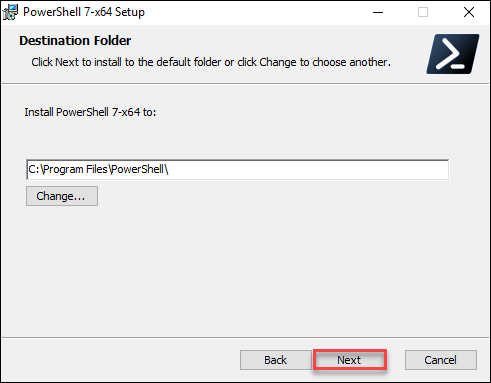 PowerShell 7-x64 Setup
Destination Folder
Click Next to install to the default folder or click Change to choose another.
Install PowerShell 7-x64 to:
C:\Program Files\PowerShell\
Change...
Back
Next
Cancel